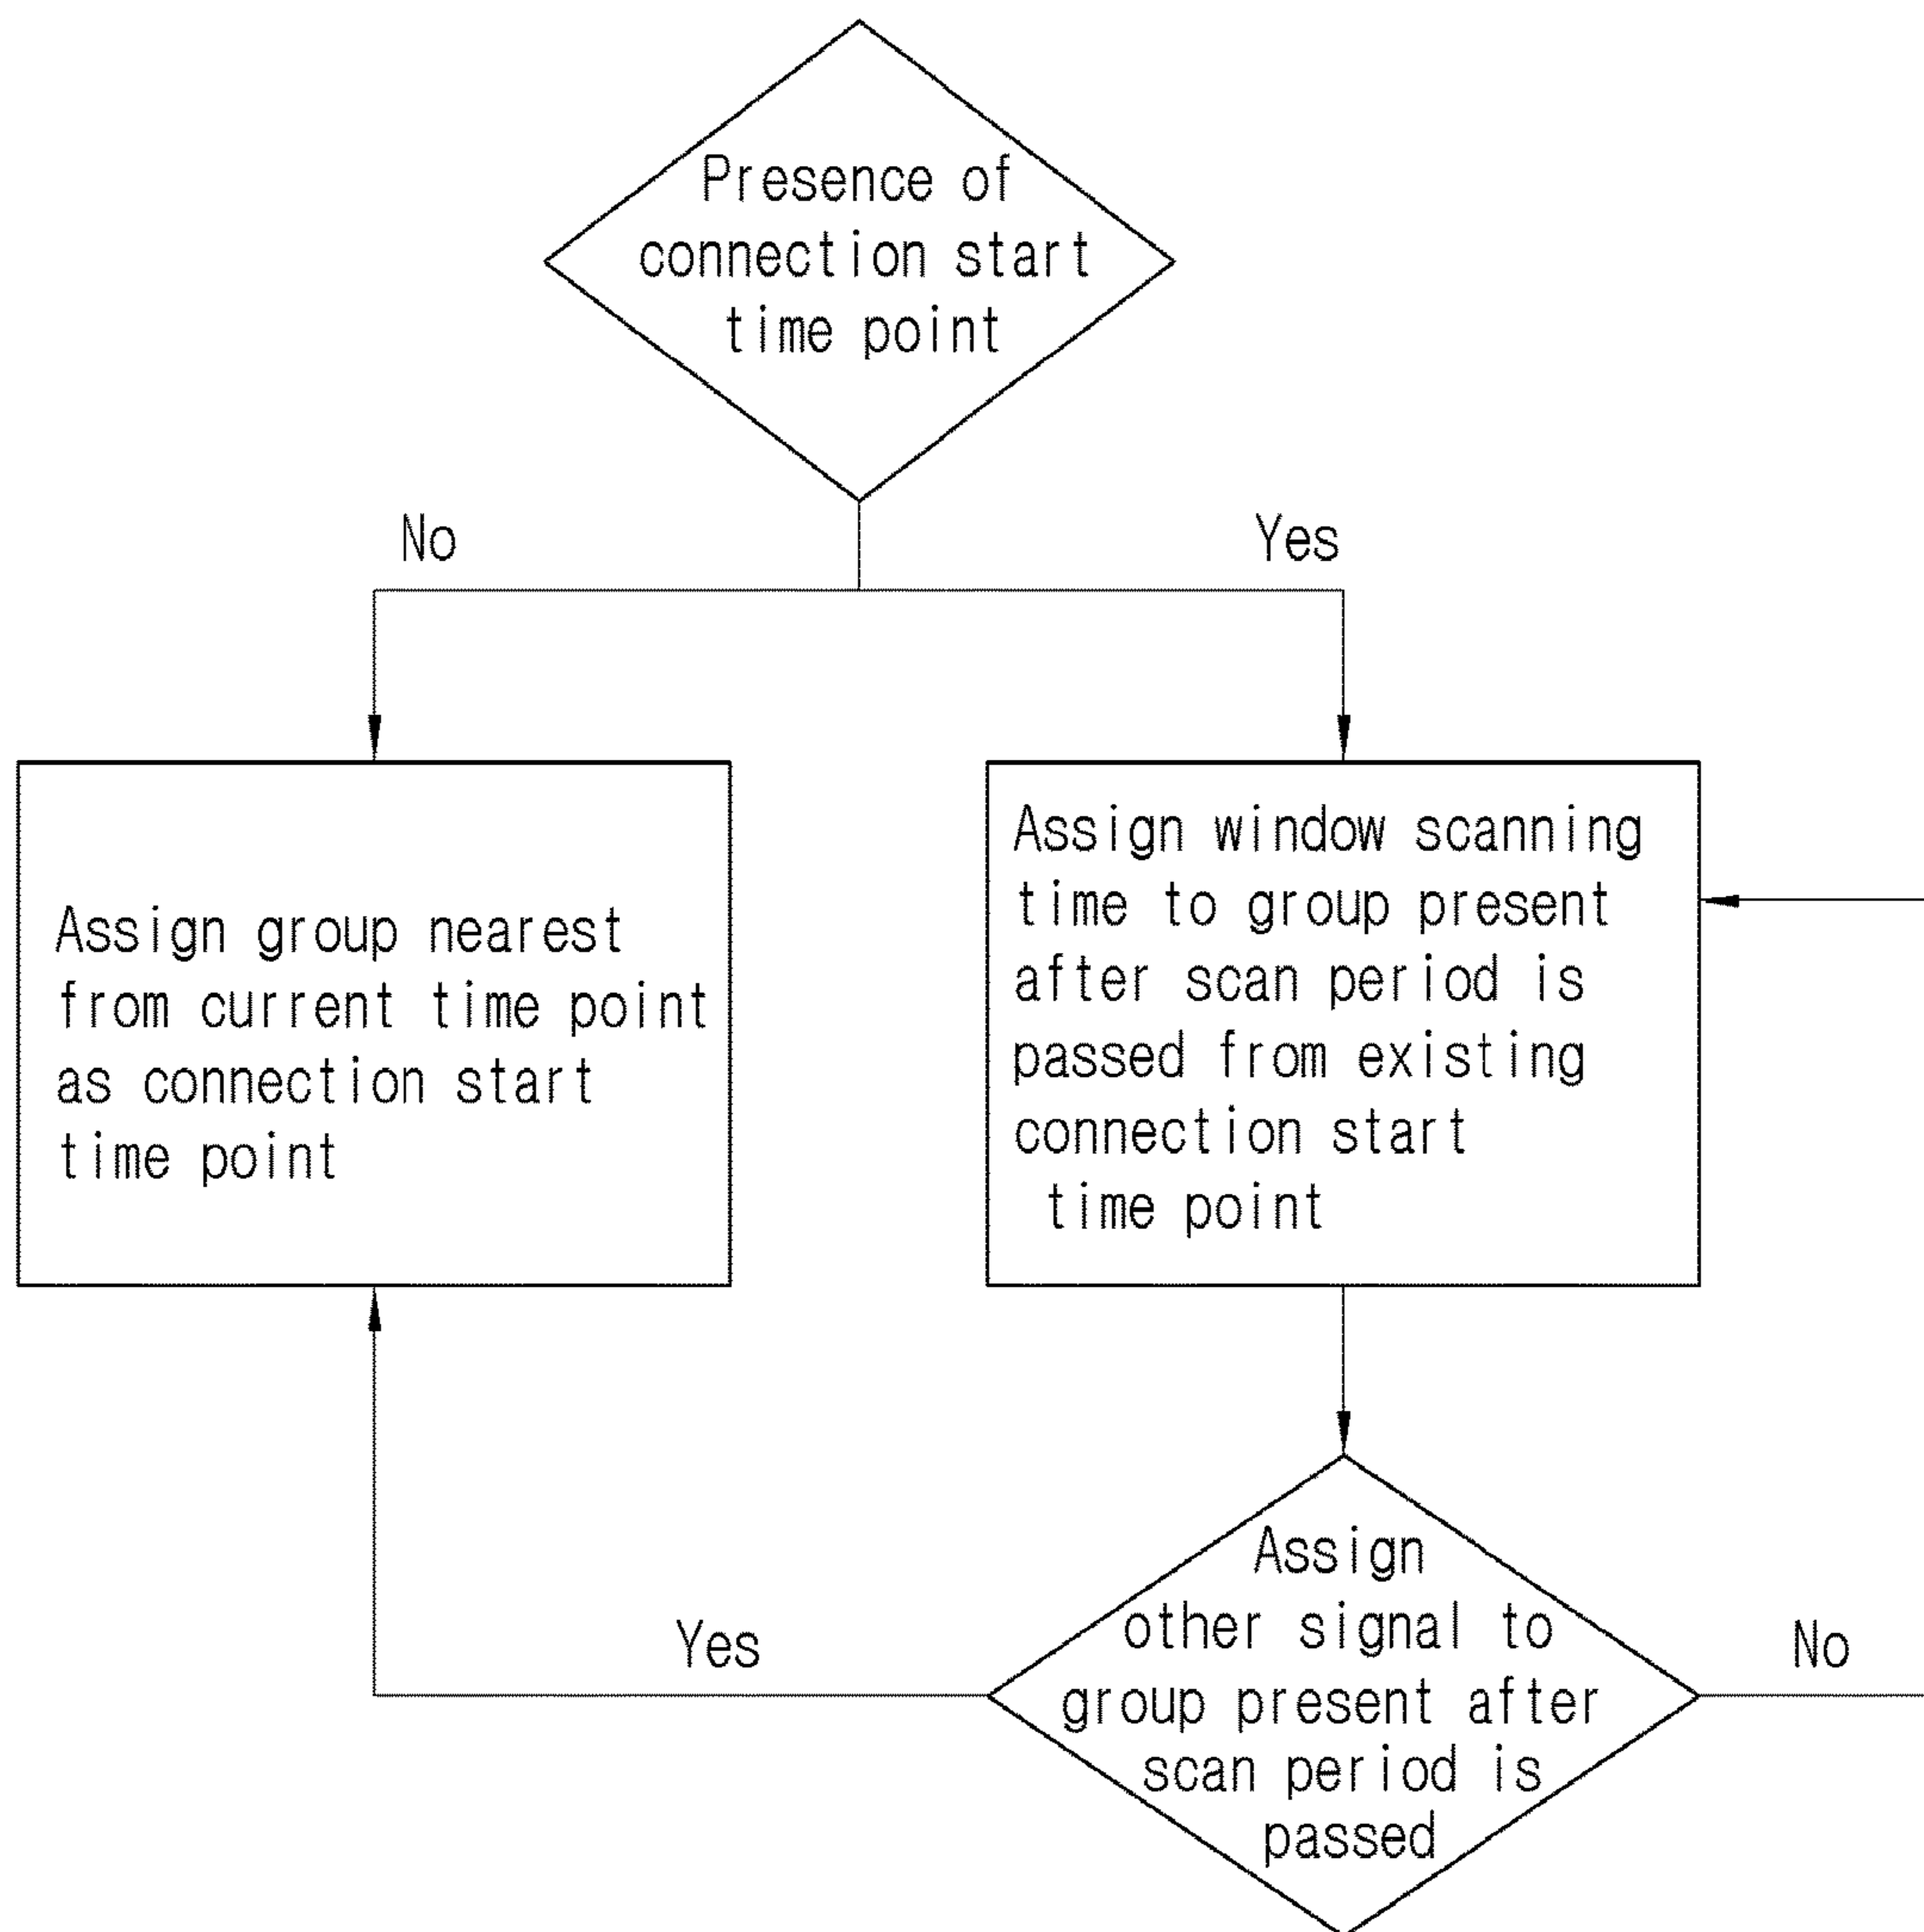 Presence of
connection start
time point
No
Yes
Assign group nearest
from current time point
as connection start
time point
Assign window scanning
time to group present
after scan period is
passed from existing
connection start
time point
Assign
other signal to
group present after
scan period is
passed
Yes
No